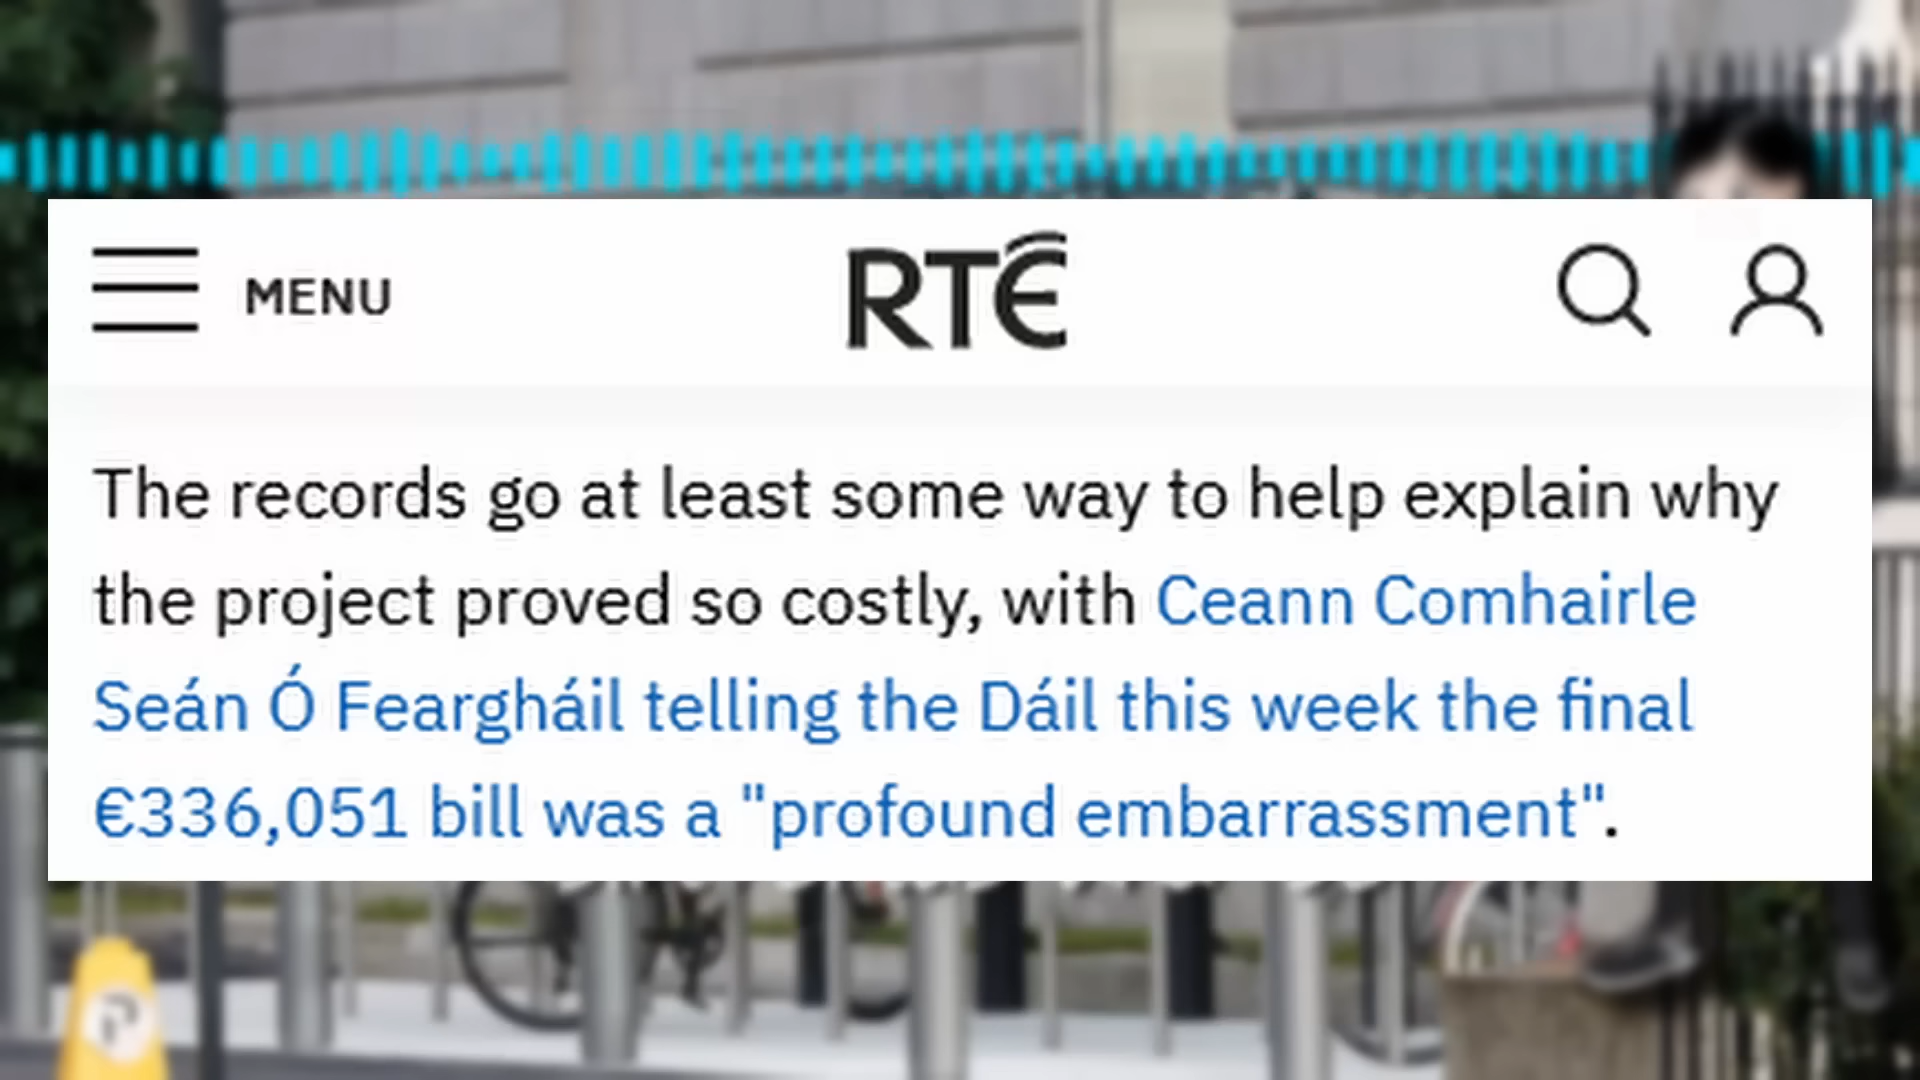 MENU
RTÉ
The records go at least some way to help explain why
the project proved so costly, with Ceann Comhairle
Seán Ó Feargháil telling the Dáil this week the final
€336,051 bill was a "profound embarrassment".
P